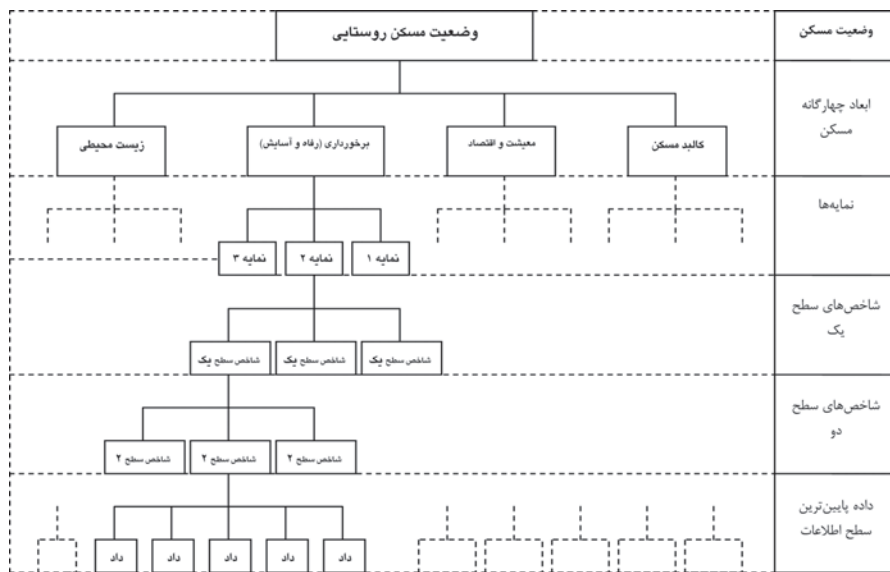 وضعیت مسکن
وضعیت مسکن روستایی
ابعاد چهارگانه
مسکن
کالبد مسکن
معیشت و اقتصاد
برخورداری (رفاه و آسایش)
زیست محیطی
نمایه‌ها
نمایه ۱
نمایه ۲
نمایه ۳
شاخص‌های سطح
یک
شاخص سطح یک
شاخص سطح یک
شاخص سطح یک
شاخص‌های سطح
دو
شاخص سطح ۲
شاخص سطح ۲
شاخص سطح ۲
داده پایین‌ترین
سطح اطلاعات
داد
داد
داد
داد
داد